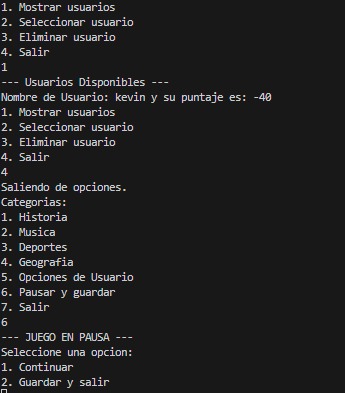 1. Mostrar usuarios
2. Seleccionar usuario
3. Eliminar usuario
4. Salir
1
--- Usuarios Disponibles ---
Nombre de Usuario: kevin y su puntaje es: -40
1. Mostrar usuarios
2. Seleccionar usuario
3. Eliminar usuario
4. Salir
4
Saliendo de opciones.
Categorias:
1. Historia
2. Musica
3. Deportes
4. Geografia
5. Opciones de Usuario
6. Pausar y guardar
7. Salir
6
--- JUEGO EN PAUSA ---
Seleccione una opcion:
1. Continuar
2. Guardar y salir